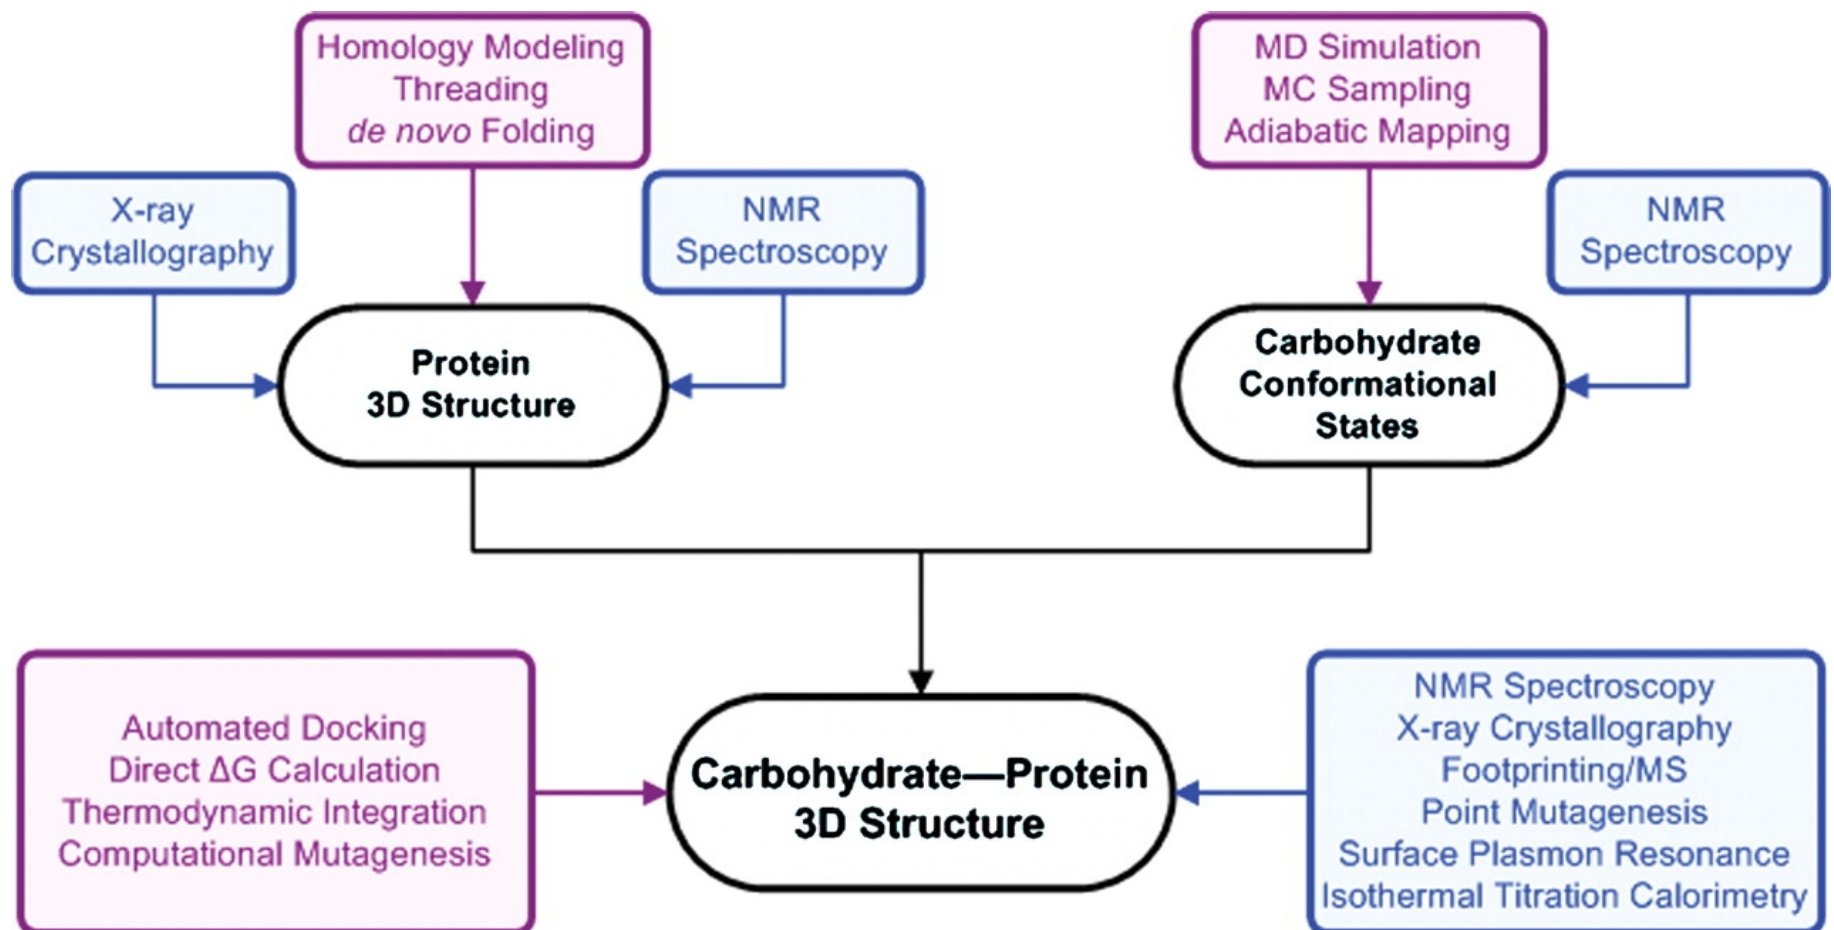 Homology Modeling
Threading
de novo Folding
MD Simulation
MC Sampling
Adiabatic Mapping
X-ray
Crystallography
NMR
Spectroscopy
NMR
Spectroscopy
Protein
3D Structure
Carbohydrate
Conformational
States
Automated Docking
Direct ΔG Calculation
Thermodynamic Integration
Computational Mutagenesis
Carbohydrate—Protein
3D Structure
NMR Spectroscopy
X-ray Crystallography
Footprinting/MS
Point Mutagenesis
Surface Plasmon Resonance
Isothermal Titration Calorimetry